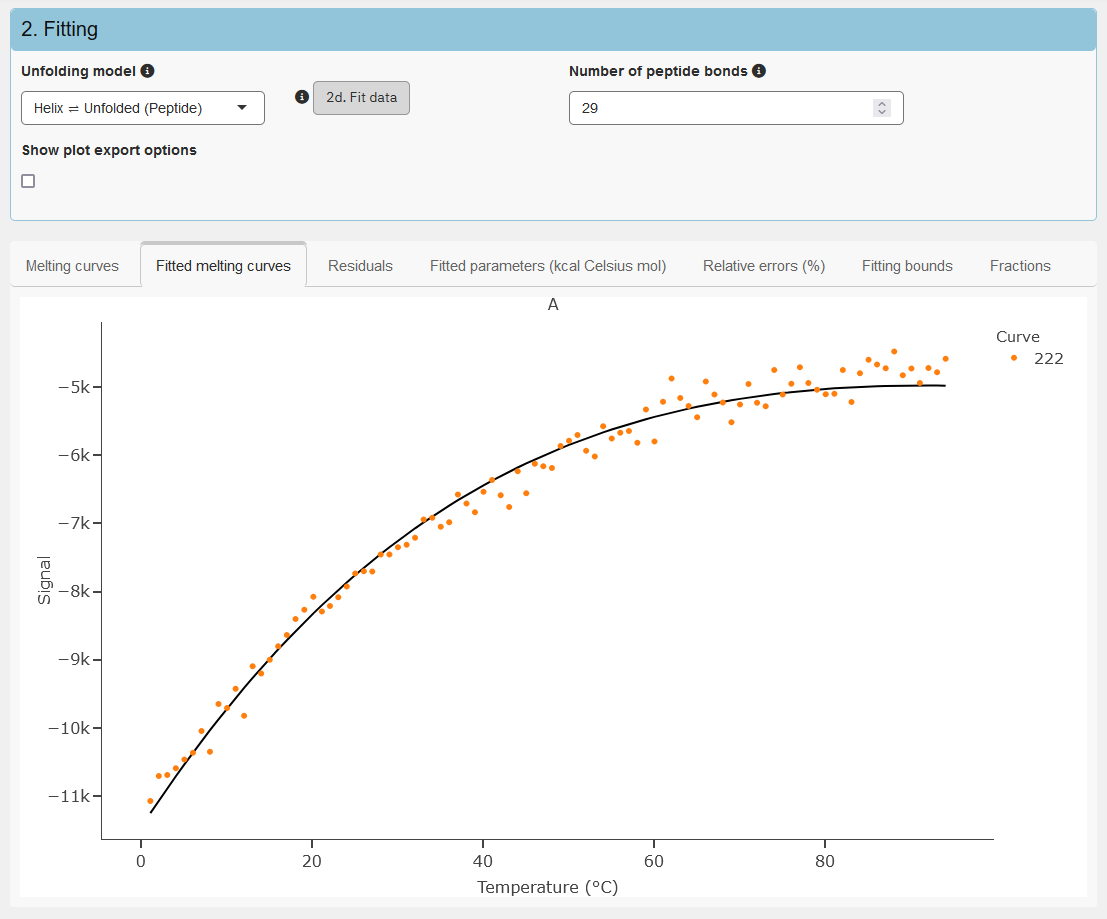 2. Fitting
Unfolding model
Number of peptide bonds
Helix ⇌ Unfolded (Peptide)
2d. Fit data
29
Show plot export options
Melting curves
Fitted melting curves
Residuals
Fitted parameters (kcal Celsius mol)
Relative errors (%)
Fitting bounds
Fractions
A
Curve
222
−5k
−6k
−7k
−8k
−9k
−10k
−11k
Signal
0
20
40
60
80
Temperature (°C)